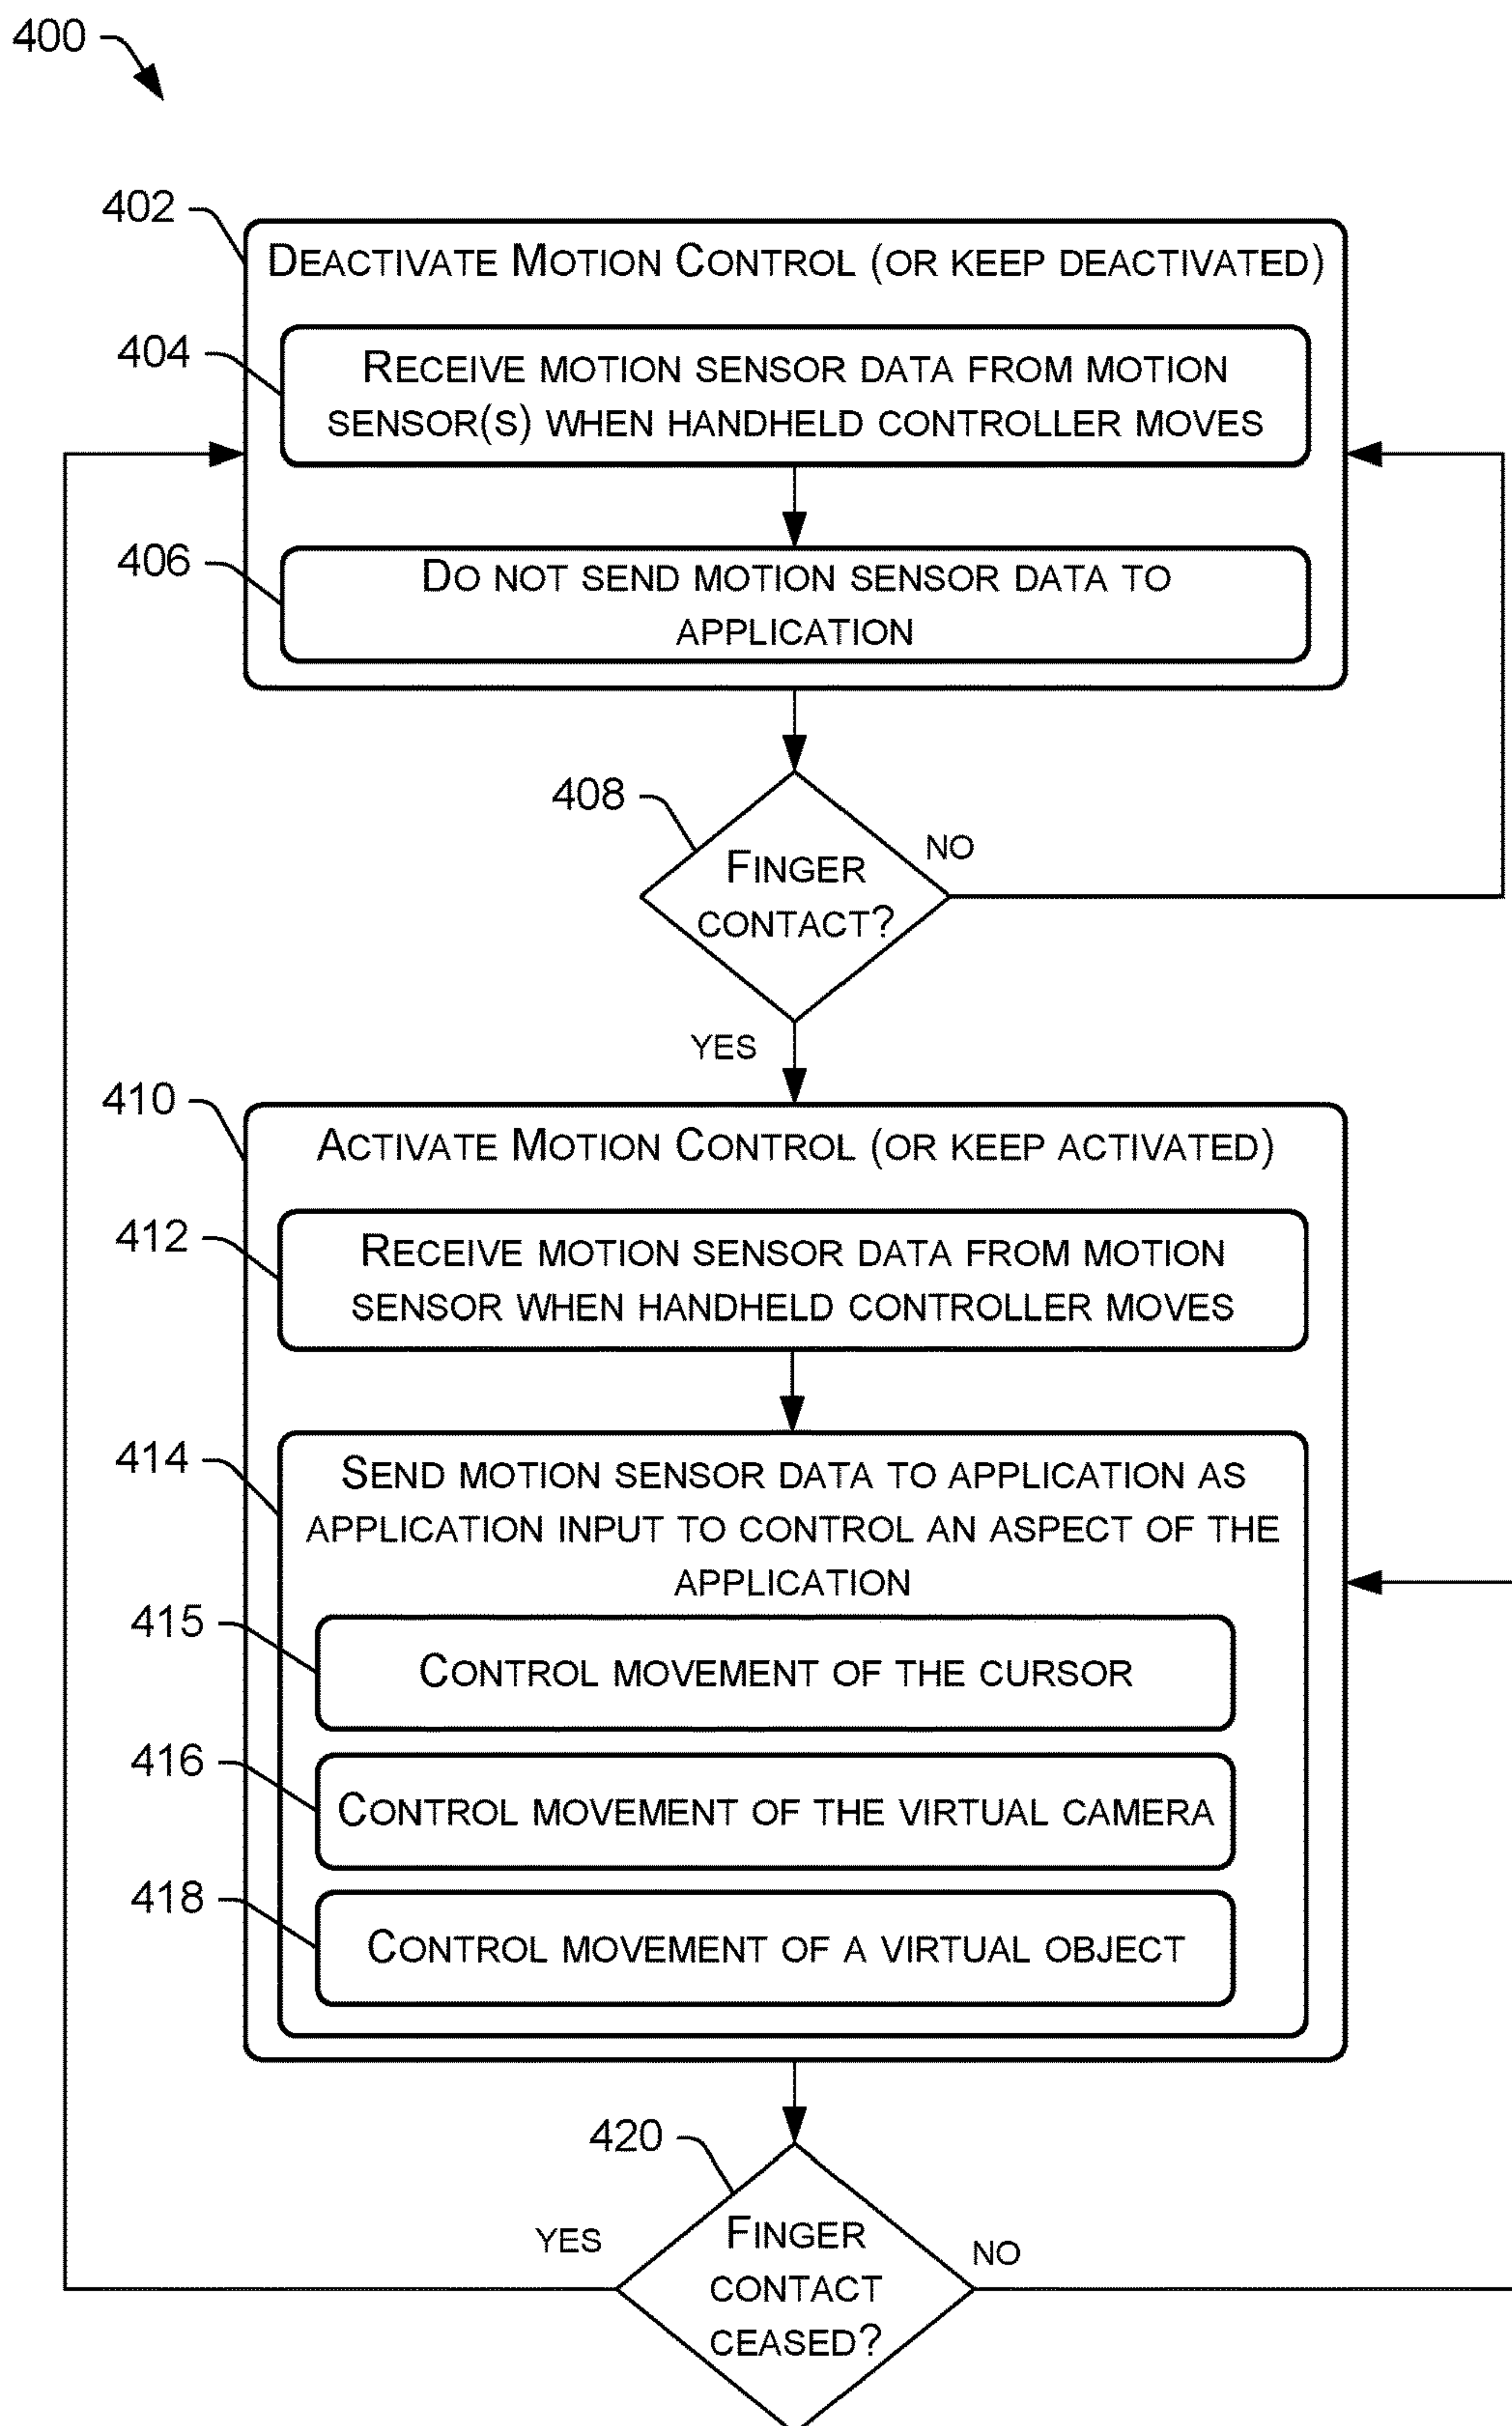 400
402
DEACTIVATE MOTION CONTROL (OR KEEP DEACTIVATED)
404
RECEIVE MOTION SENSOR DATA FROM MOTION
SENSOR(S) WHEN HANDHELD CONTROLLER MOVES
406
DO NOT SEND MOTION SENSOR DATA TO
APPLICATION
408
FINGER
CONTACT?
NO
YES
410
ACTIVATE MOTION CONTROL (OR KEEP ACTIVATED)
412
RECEIVE MOTION SENSOR DATA FROM MOTION
SENSOR WHEN HANDHELD CONTROLLER MOVES
414
SEND MOTION SENSOR DATA TO APPLICATION AS
APPLICATION INPUT TO CONTROL AN ASPECT OF THE
APPLICATION
415
CONTROL MOVEMENT OF THE CURSOR
416
CONTROL MOVEMENT OF THE VIRTUAL CAMERA
418
CONTROL MOVEMENT OF A VIRTUAL OBJECT
420
FINGER
CONTACT
CEASED?
YES
NO